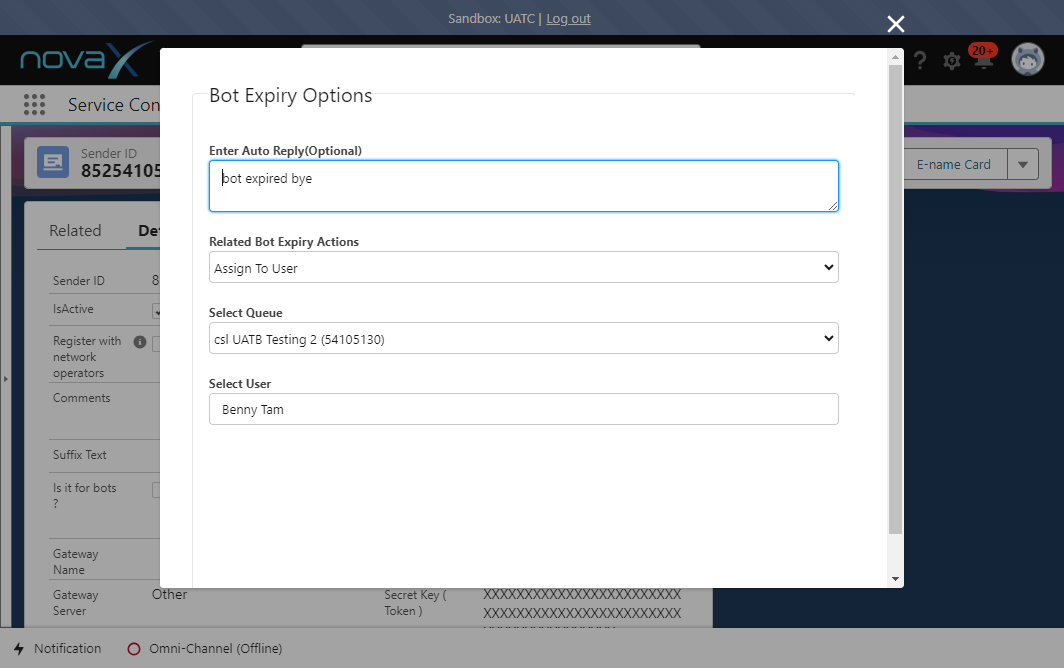 Sandbox: UATC | Log out
novaX
20+
Service Con
Sender ID
85254105
E-name Card
Related
De
Sender ID
8
IsActive
Register with
network
operators
Comments
Suffix Text
Is it for bots
?
Gateway
Name
Gateway
Server
Other
Secret Key (
Token )
XXXXXXXXXXXXXXXXXXXXXXXX
XXXXXXXXXXXXXXXXXXXXXXXX
Bot Expiry Options
Enter Auto Reply(Optional)
bot expired bye
Related Bot Expiry Actions
Assign To User
Select Queue
csl UATB Testing 2 (54105130)
Select User
Benny Tam
Notification
Omni-Channel (Offline)